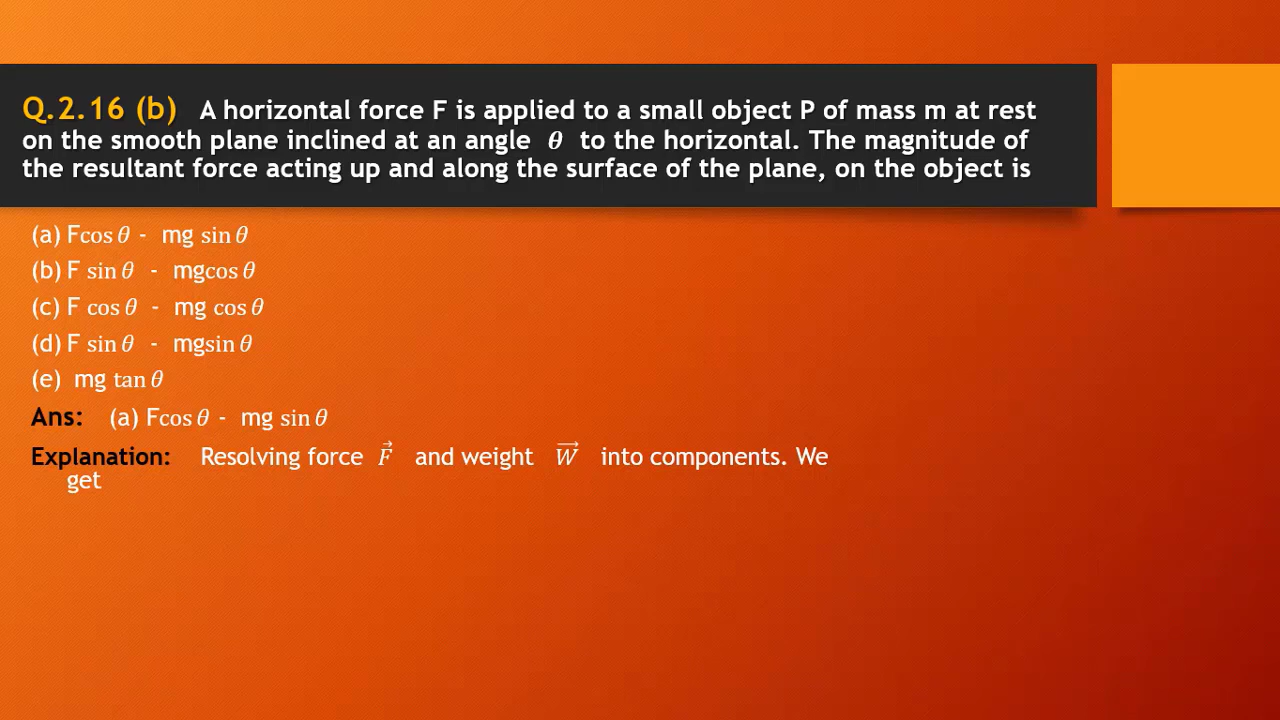 Q.2.16 (b) A horizontal force F is applied to a small object P of mass m at rest
on the smooth plane inclined at an angle θ to the horizontal. The magnitude of
the resultant force acting up and along the surface of the plane, on the object is
(a) Fcos θ - mg sin θ
(b) F sin θ - mgcos θ
(c) F cos θ - mg cos θ
(d) F sin θ - mgsin θ
(e) mg tan θ
Ans: (a) Fcos θ - mg sin θ
Explanation: Resolving force F⃗ and weight W⃗ into components. We
get